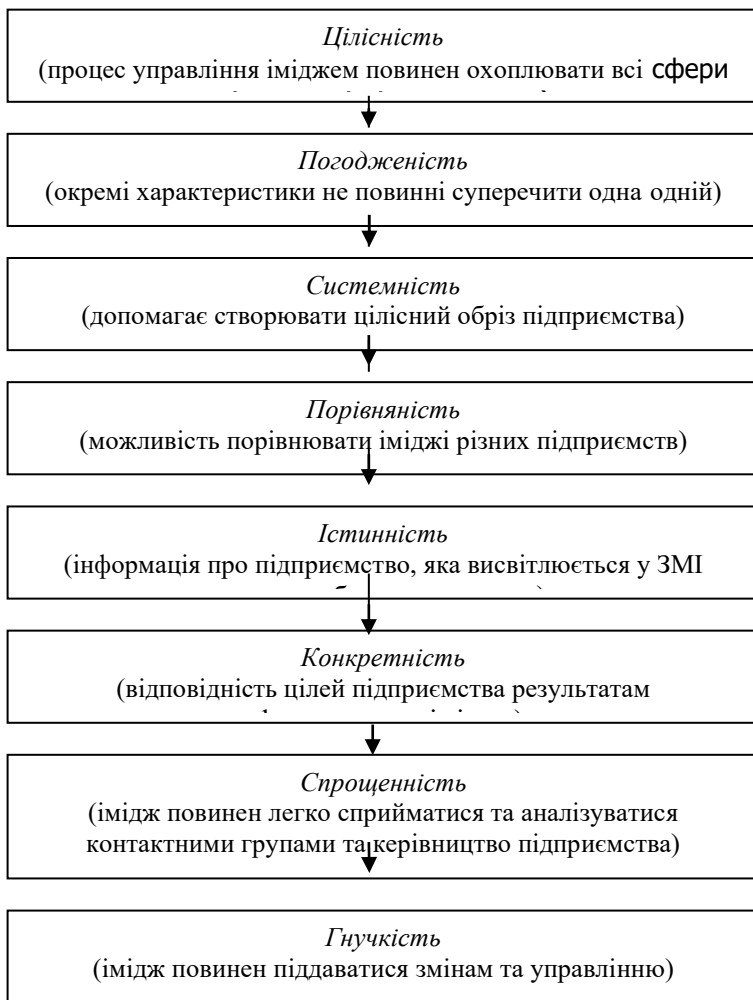 Цілісність
(процес управління іміджем повинен охоплювати всі сфери
Погодженість
(окремі характеристики не повинні суперечити одна одній)
Системність
(допомагає створювати цілісний обріз підприємства)
Порівняність
(можливість порівнювати іміджі різних підприємств)
Істинність
(інформація про підприємство, яка висвітлюється у ЗМІ
Конкретність
(відповідність цілей підприємства результатам
Спрощенність
(імідж повинен легко сприйматися та аналізуватися
контактними групами та керівництво підприємства)
Гнучкість
(імідж повинен піддаватися змінам та управлінню)